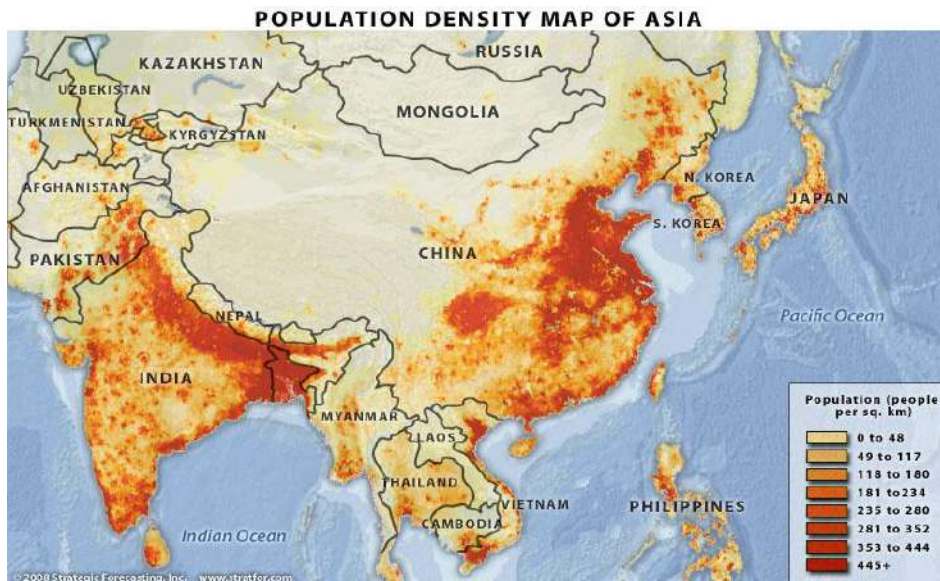 POPULATION DENSITY MAP OF ASIA
RUSSIA
KAZAKHSTAN
UZBEKISTAN
MONGOLIA
TURKMENISTAN
KYRGYZSTAN
N. KOREA
AFGHANISTAN
JAPAN
S. KOREA
CHINA
PAKISTAN
NEPAL
Pacific Ocean
INDIA
Population (people
per sq. km)
0 to 48
49 to 117
118 to 180
181 to234
235 to 280
281 to 352
353 to 444
445+
MYANMAR
LAOS
THAILAND
VIETNAM
PHILIPPINES
CAMBODIA
Indian Ocean
©2008 Strategic Forecasting, Inc. www.stratfor.com